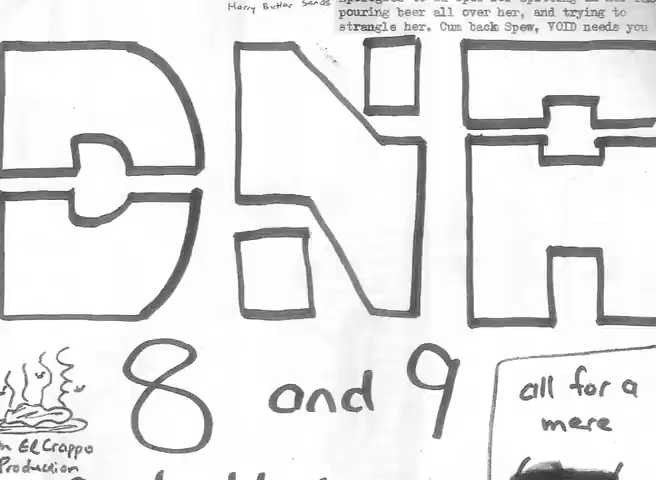 Harry Butler Sends
pouring beer all over her, and trying to
strangle her. Cum back Spew, VOID needs you
DNA
8 and 9
all for a
mere
El Crappo
Production